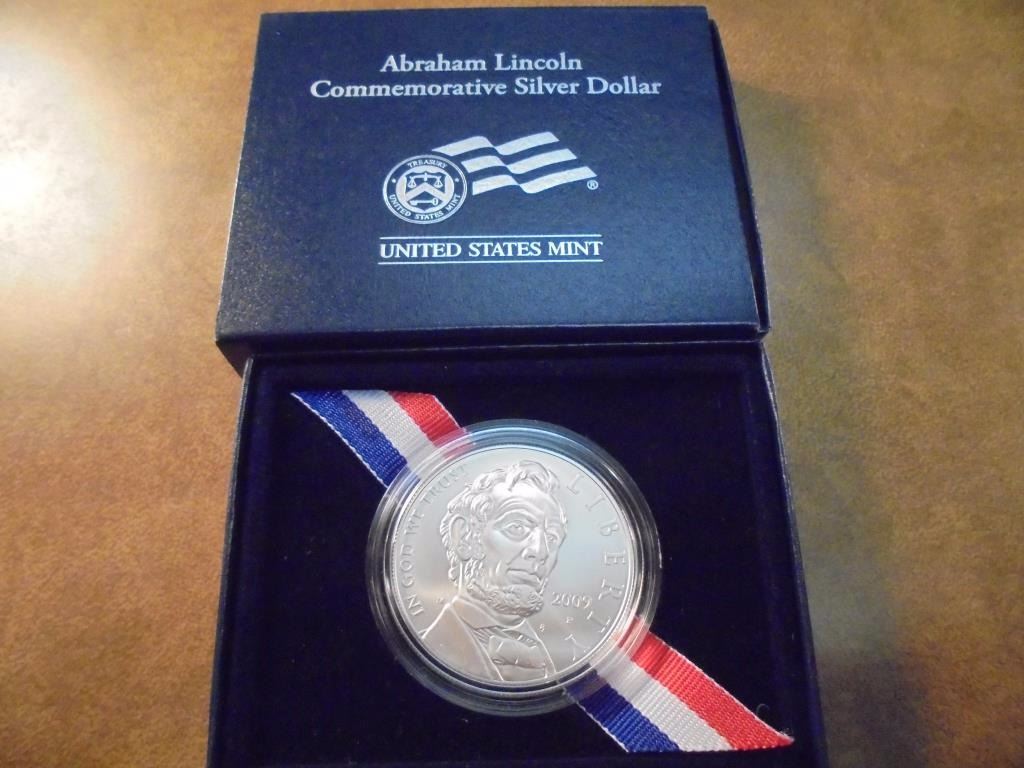 Abraham Lincoln
Commemorative Silver Dollar
TREASURY
UNITED STATES MINT
®
UNITED STATES MINT
IN GOD WE TRUST
LIBERTY
2009
P